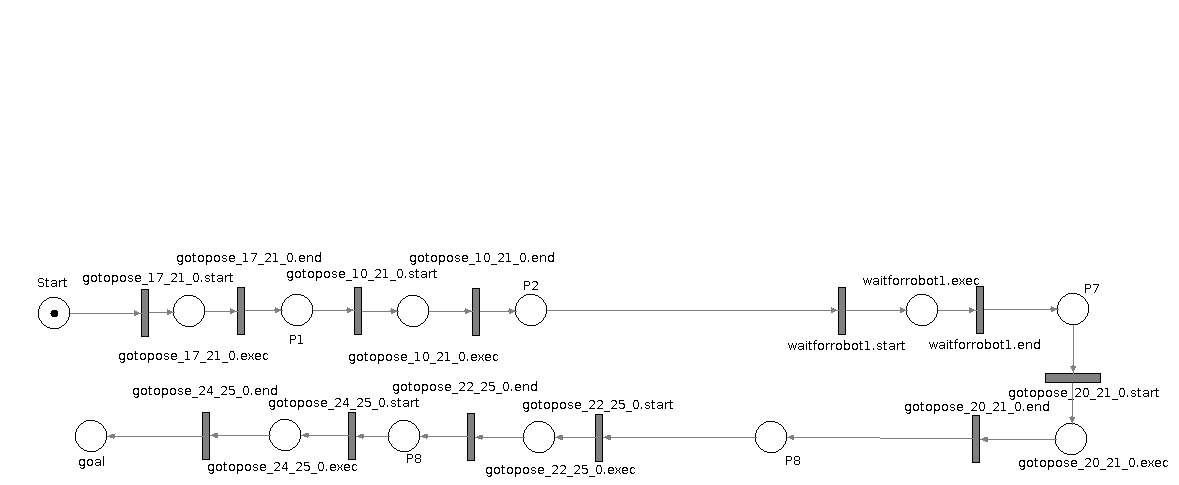 gotopose_17_21_0.end
gotopose_10_21_0.end
gotopose_17_21_0.start
gotopose_10_21_0.start
Start
P2
waitforrobot1.exec
P7
P1
waitforrobot1.start
waitforrobot1.end
gotopose_17_21_0.exec
gotopose_10_21_0.exec
gotopose_24_25_0.end
gotopose_22_25_0.end
gotopose_20_21_0.start
gotopose_24_25_0.start
gotopose_22_25_0.start
gotopose_20_21_0.end
goal
P8
P8
gotopose_24_25_0.exec
gotopose_22_25_0.exec
gotopose_20_21_0.exec